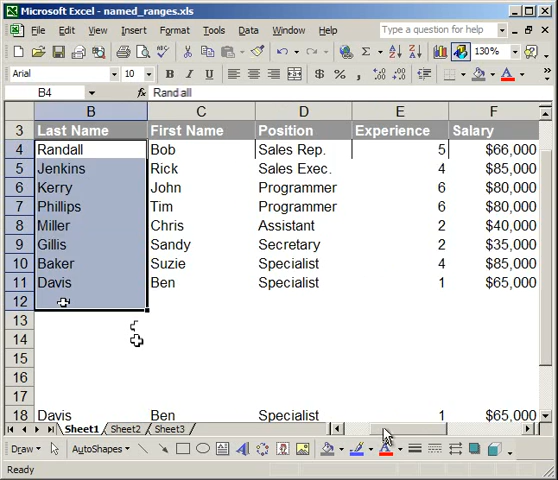 Microsoft Excel - named_ranges.xls
File Edit View Insert Format Tools Data Window Type a question for help
Σ 130%
Arial 10 B I U $ % ,
B4 fx Randall
B C D E F
3 Last Name First Name Position Experience Salary
4 Randall Bob Sales Rep. 5 $66,000
5 Jenkins Rick Sales Exec. 4 $85,000
6 Kerry John Programmer 6 $80,000
7 Phillips Tim Programmer 6 $80,000
8 Miller Chris Assistant 2 $40,000
9 Gillis Sandy Secretary 2 $35,000
10 Baker Suzie Specialist 4 $85,000
11 Davis Ben Specialist 1 $65,000
12
13
14
15
16
17
18 Davis Ben Specialist 1 $65,000
Sheet1 Sheet2 Sheet3
Draw AutoShapes A
Ready